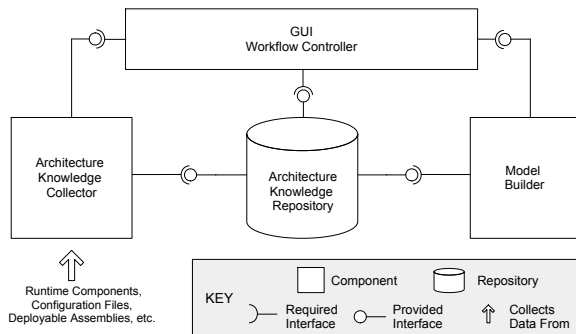 GUI
Workflow Controller
Architecture
Knowledge
Collector
Architecture
Knowledge
Repository
Model
Builder
Runtime Components,
Configuration Files,
Deployable Assemblies, etc.
KEY
Component
Repository
Required
Interface
Provided
Interface
Collects
Data From